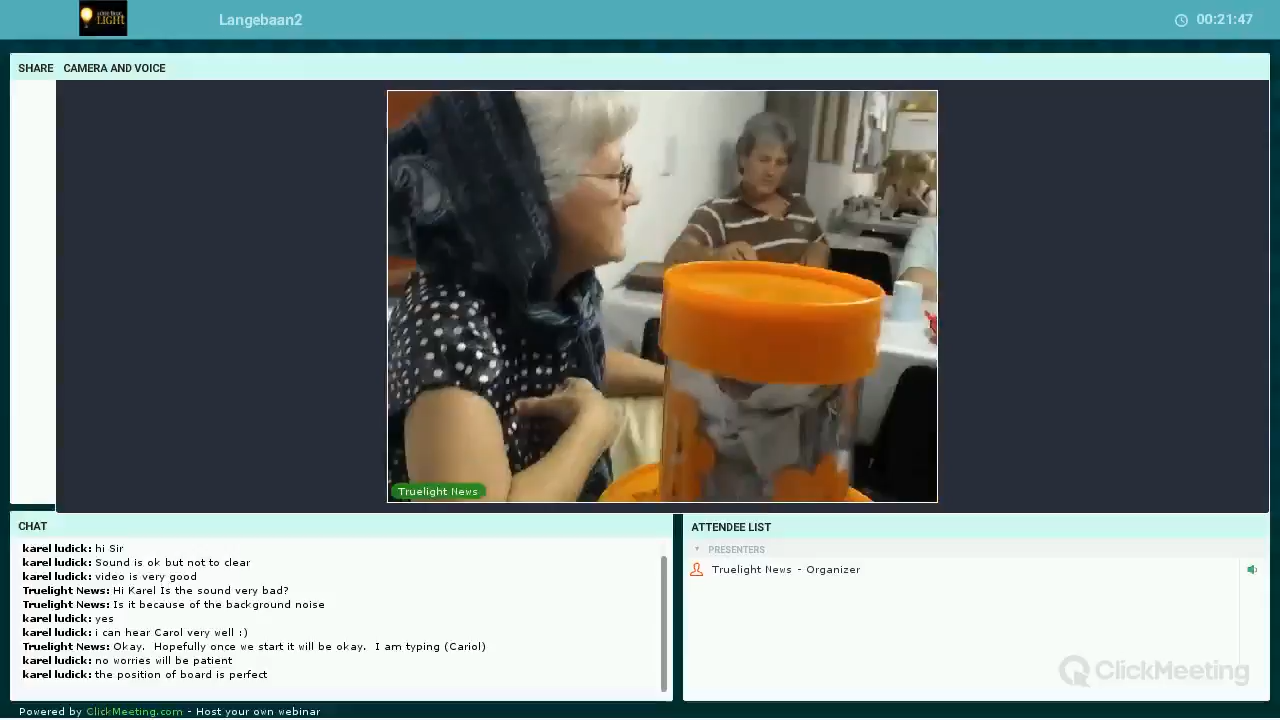 LIGHT
Langebaan2
00:21:47
SHARE CAMERA AND VOICE
Truelight News
CHAT
karel ludick: hi Sir
karel ludick: Sound is ok but not to clear
karel ludick: video is very good
Truelight News: Hi Karel Is the sound very bad?
Truelight News: Is it because of the background noise
karel ludick: yes
karel ludick: i can hear Carol very well :)
Truelight News: Okay. Hopefully once we start it will be okay. I am typing (Cariol)
karel ludick: no worries will be patient
karel ludick: the position of board is perfect
ATTENDEE LIST
PRESENTERS
Truelight News - Organizer
ClickMeeting
Powered by ClickMeeting.com - Host your own webinar